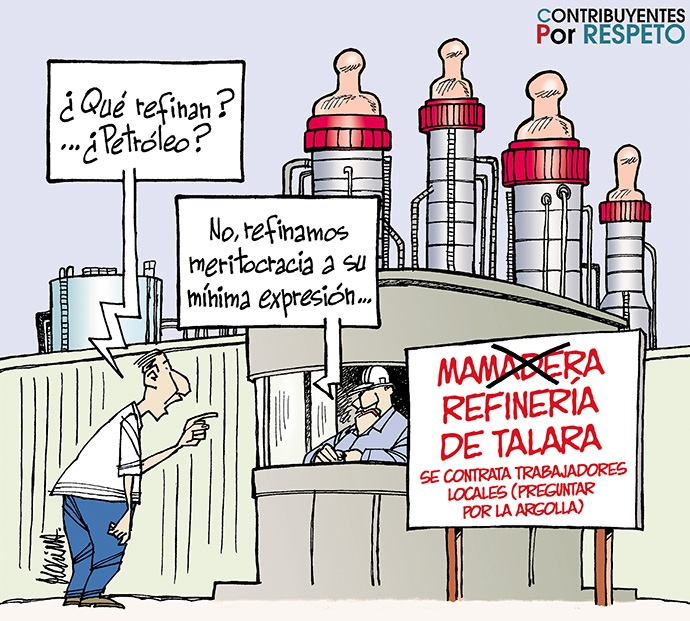 CONTRIBUYENTES
Por RESPETO
¿Qué refinan?
...¿Petróleo?
No, refinamos
meritocracia a su
mínima expresión...
MAMADERA
REFINERÍA
DE TALARA
SE CONTRATA TRABAJADORES
LOCALES (PREGUNTAR
POR LA ARGOLLA)